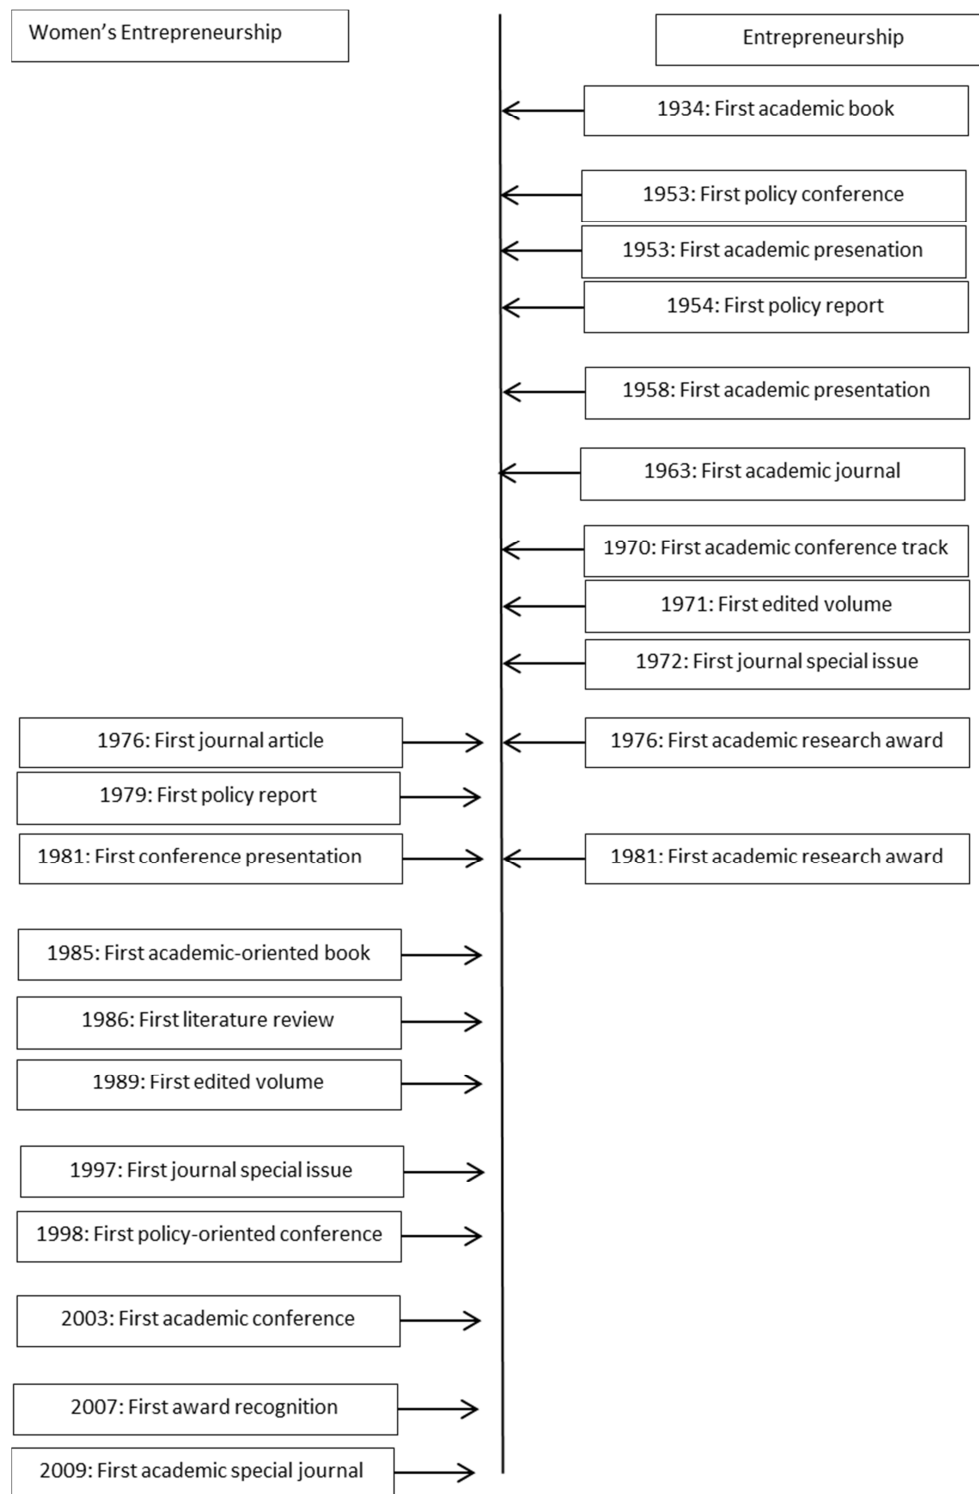 Women's Entrepreneurship
Entrepreneurship
1934: First academic book
1953: First policy conference
1953: First academic presenation
1954: First policy report
1958: First academic presentation
1963: First academic journal
1970: First academic conference track
1971: First edited volume
1972: First journal special issue
1976: First journal article
1976: First academic research award
1979: First policy report
1981: First conference presentation
1981: First academic research award
1985: First academic-oriented book
1986: First literature review
1989: First edited volume
1997: First journal special issue
1998: First policy-oriented conference
2003: First academic conference
2007: First award recognition
2009: First academic special journal